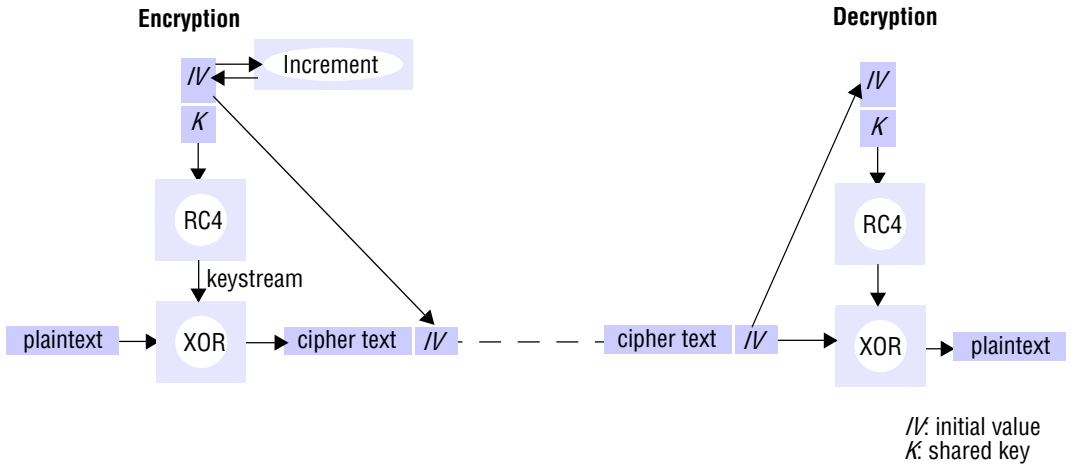 Encryption
Decryption
IV
Increment
IV
K
K
RC4
RC4
keystream
plaintext
XOR
cipher text
IV
cipher text
IV
XOR
plaintext
IV: initial value
K: shared key